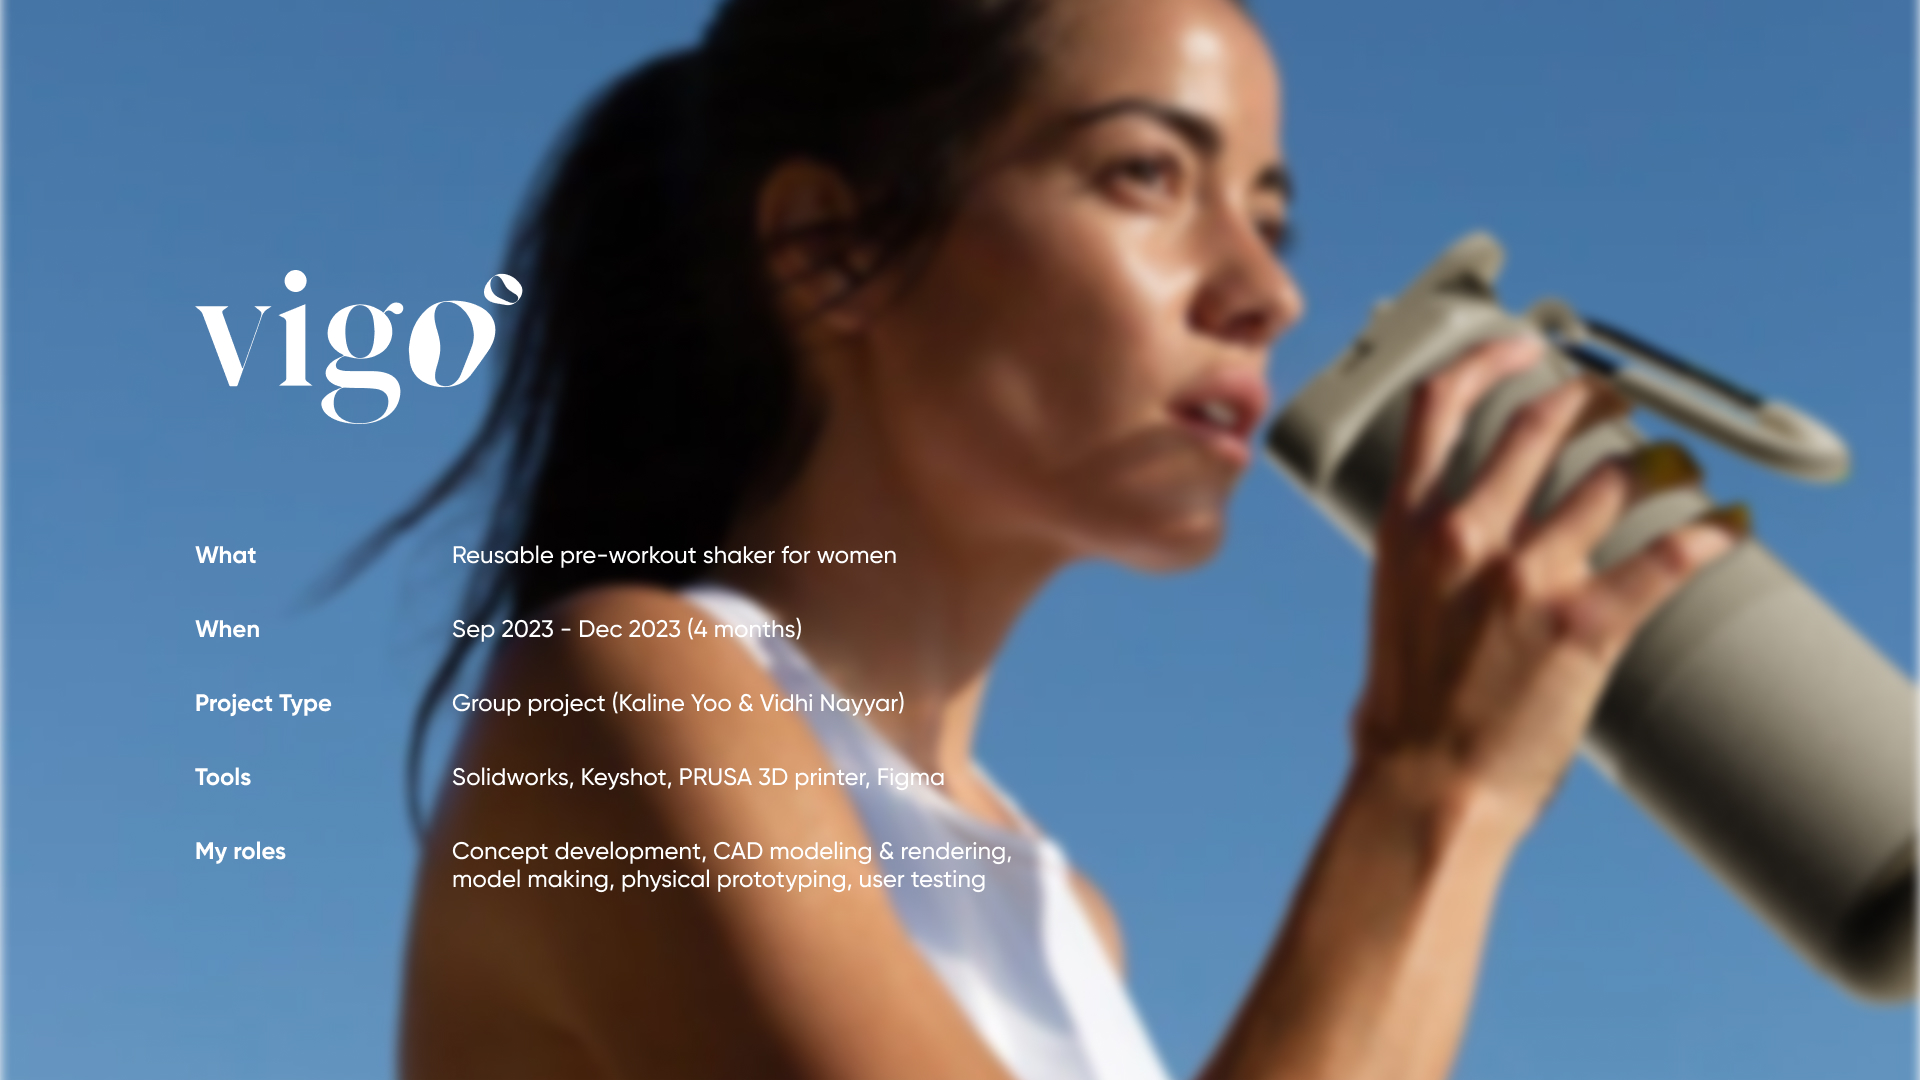 vigo
What
Reusable pre-workout shaker for women
When
Sep 2023 - Dec 2023 (4 months)
Project Type
Group project (Kaline Yoo & Vidhi Nayyar)
Tools
Solidworks, Keyshot, PRUSA 3D printer, Figma
My roles
Concept development, CAD modeling & rendering,
model making, physical prototyping, user testing